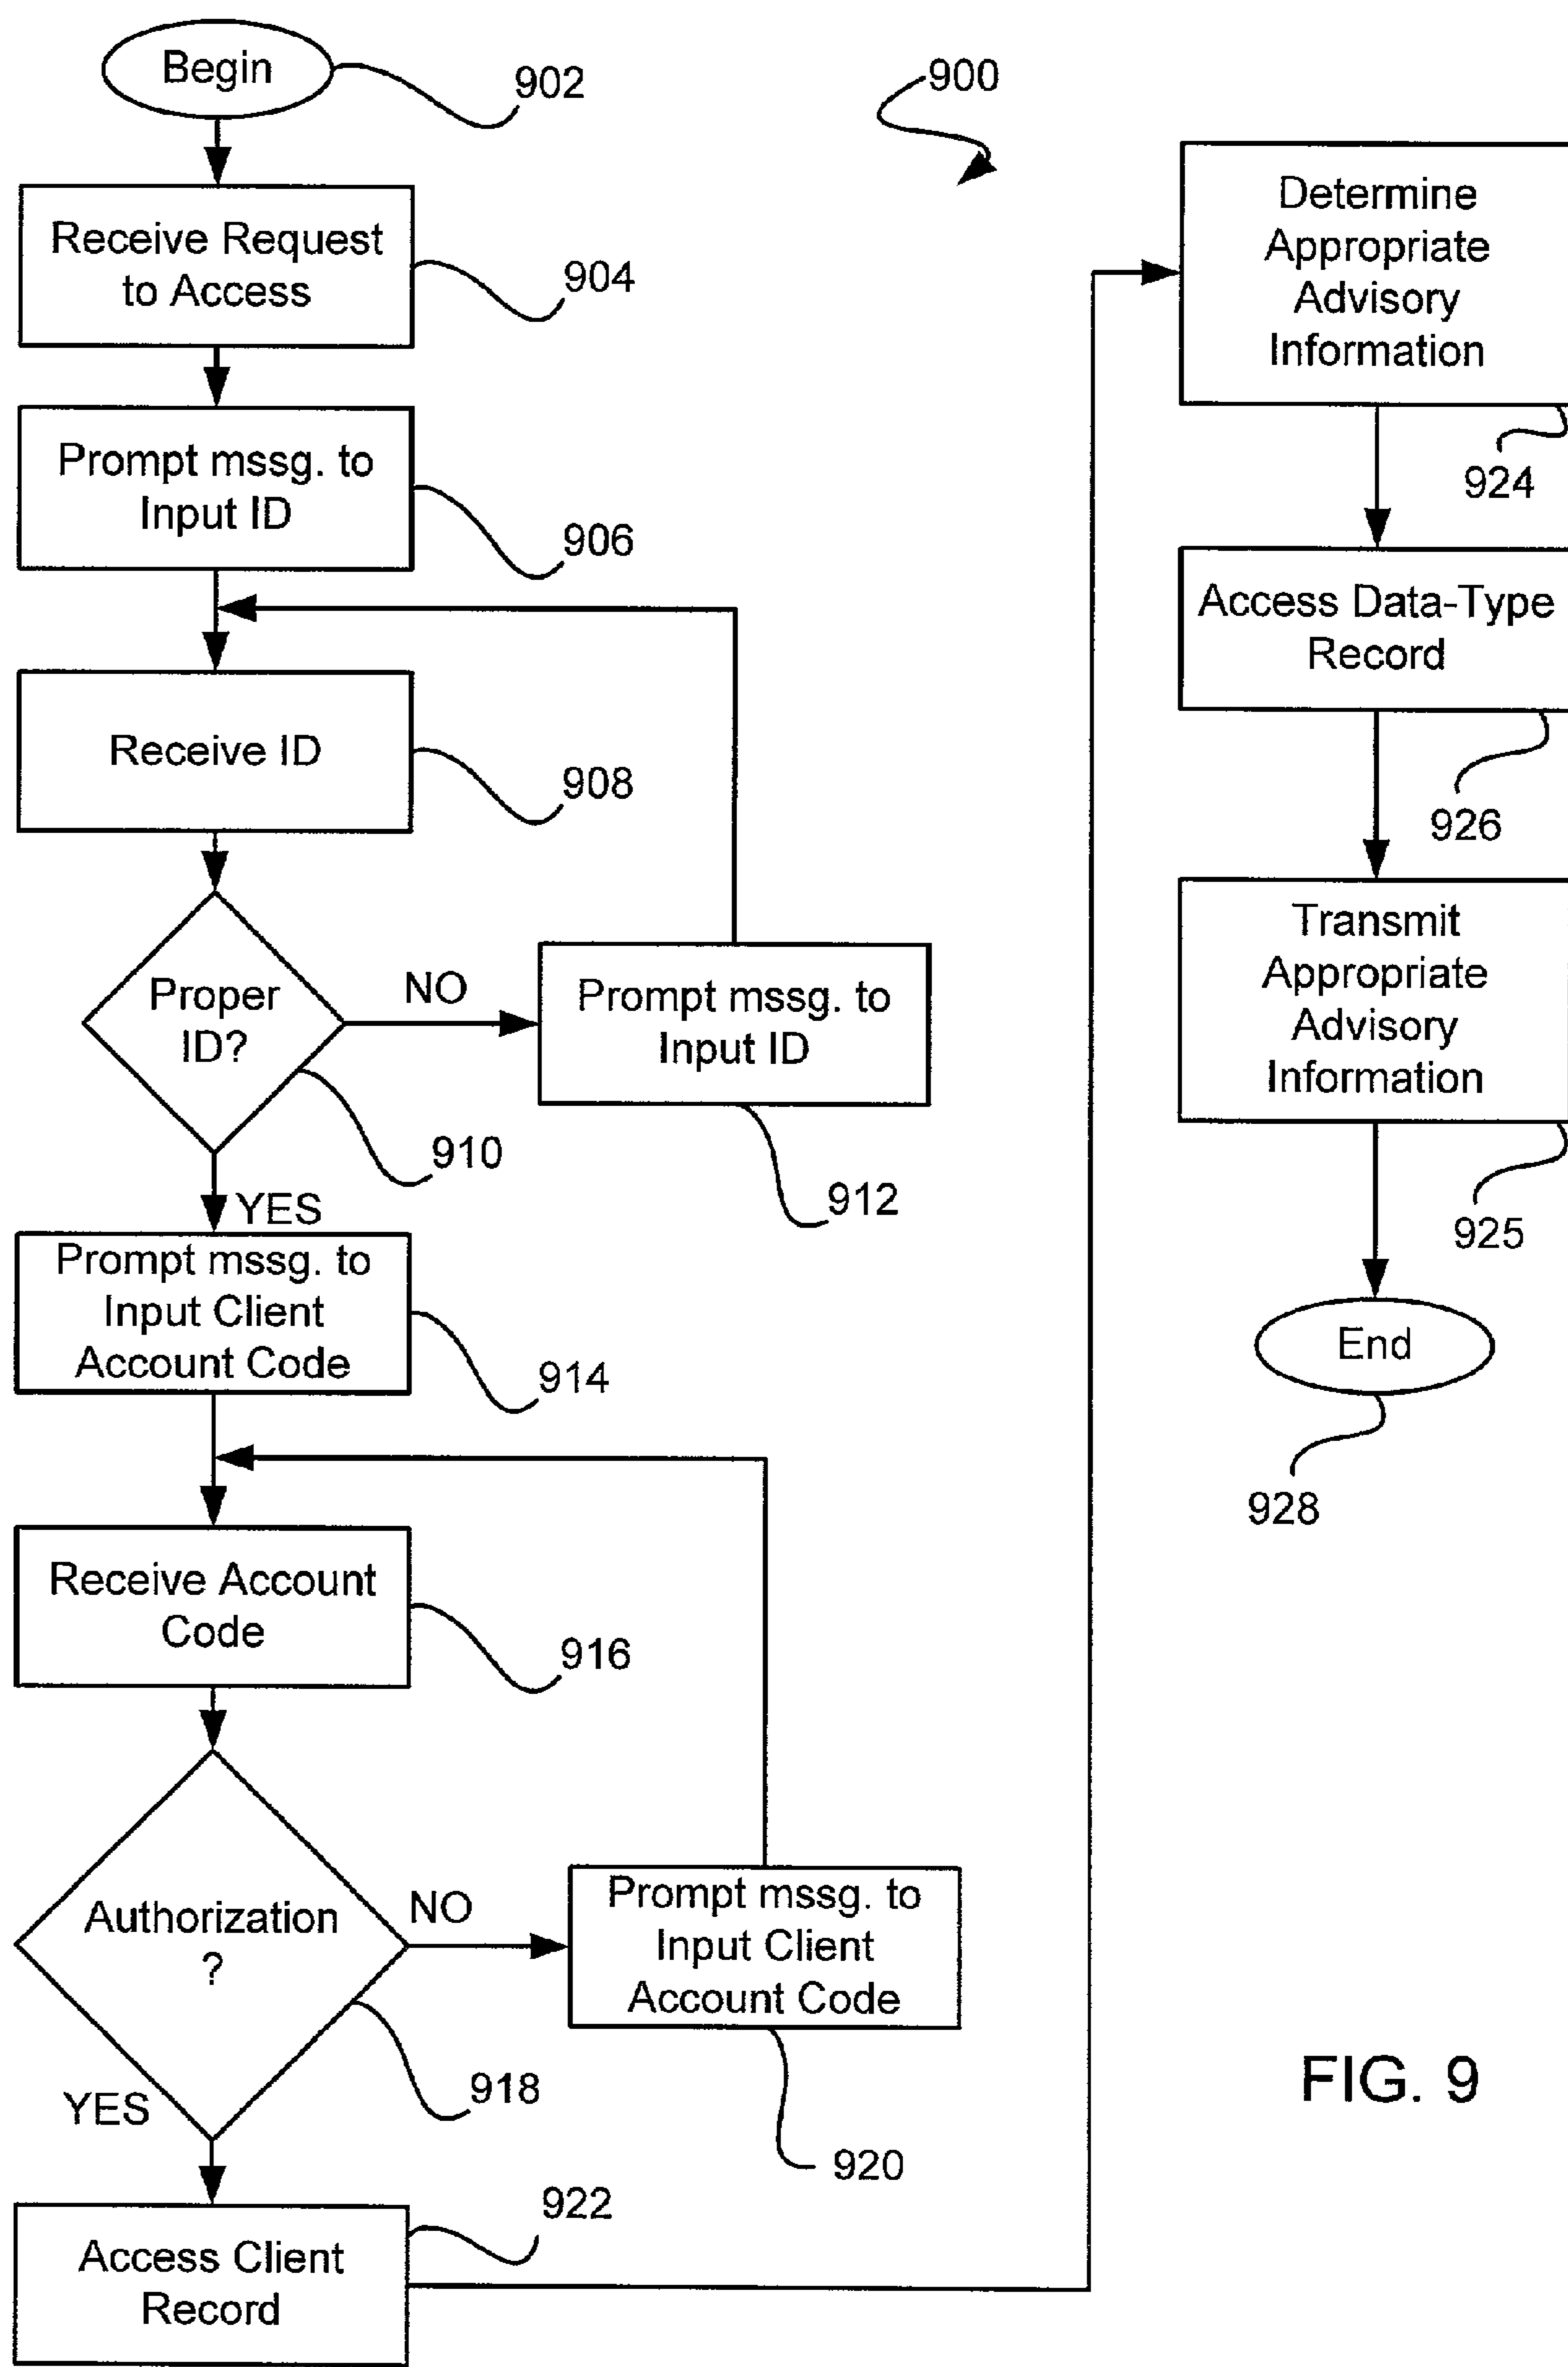 Begin
902
900
Receive Request
to Access
904
Prompt mssg. to
Input ID
906
Receive ID
908
Proper
ID?
910
NO
Prompt mssg. to
Input ID
912
YES
Prompt mssg. to
Input Client
Account Code
914
Receive Account
Code
916
Authorization
?
918
NO
Prompt mssg. to
Input Client
Account Code
920
YES
Access Client
Record
922
Determine
Appropriate
Advisory
Information
924
Access Data-Type
Record
926
Transmit
Appropriate
Advisory
Information
925
End
928
FIG. 9